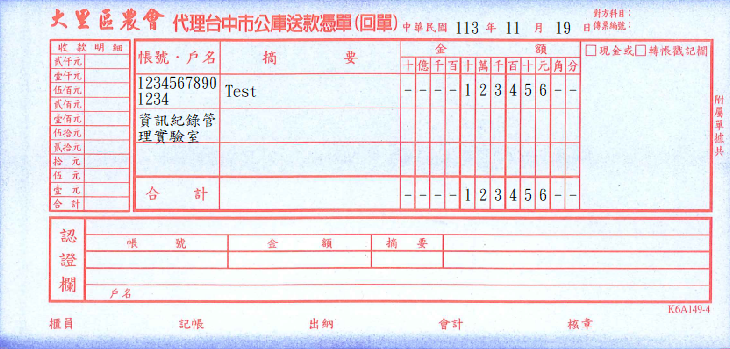 大里區農會 代理台中市公庫送款憑單(回單) 中華民國 113 年 11 月 19 日
對方科目:
傳票編號:
收款明細
貳仟元
壹仟元
伍佰元
貳佰元
壹佰元
伍拾元
貳拾元
拾元
伍元
壹元
合計
帳號・戶名 摘要 金額
十億千百十萬千百十元角分
□現金或□轉帳戳記欄
1234567890
1234
Test - - - - 1 2 3 4 5 6 - -
資訊紀錄管
理實驗室
合計 - - - - 1 2 3 4 5 6 - -
附屬單據共
認證欄
帳號 金額 摘要
戶名
K6A149-4
櫃員 記帳 出納 會計 核章